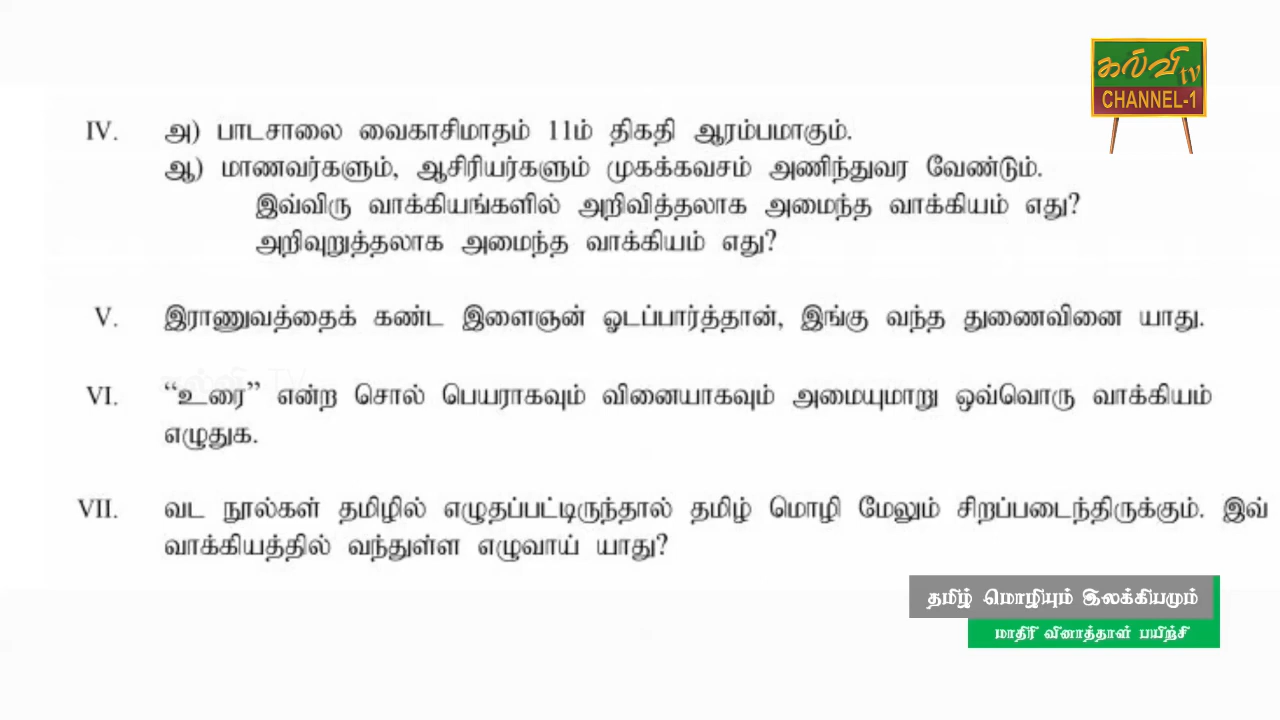 கல்வி tv
CHANNEL-1
IV. அ) பாடசாலை வைகாசிமாதம் 11ம் திகதி ஆரம்பமாகும்.
ஆ) மாணவர்களும், ஆசிரியர்களும் முகக்கவசம் அணிந்துவர வேண்டும்.
இவ்விரு வாக்கியங்களில் அறிவித்தலாக அமைந்த வாக்கியம் எது?
அறிவுறுத்தலாக அமைந்த வாக்கியம் எது?
V. இராணுவத்தைக் கண்ட இளைஞன் ஓடப்பார்த்தான், இங்கு வந்த துணைவினை யாது.
கல்வி TV
VI. “உரை” என்ற சொல் பெயராகவும் வினையாகவும் அமையுமாறு ஒவ்வொரு வாக்கியம்
எழுதுக.
VII. வட நூல்கள் தமிழில் எழுதப்பட்டிருந்தால் தமிழ் மொழி மேலும் சிறப்படைந்திருக்கும். இவ்
வாக்கியத்தில் வந்துள்ள எழுவாய் யாது?
தமிழ் மொழியும் இலக்கியமும்
மாதிரி வினாத்தாள் பயிற்சி